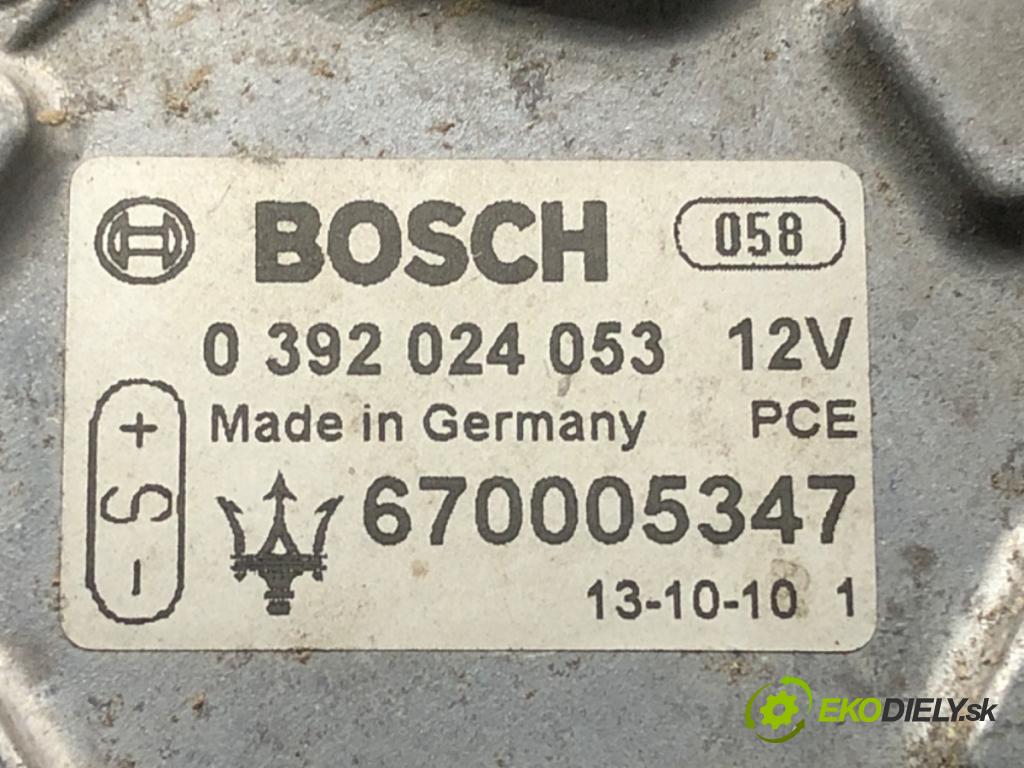 BOSCH 058
0 392 024 053 12V
Made in Germany PCE
+ S -
670005347
13-10-10 1
EKODIELY.sk